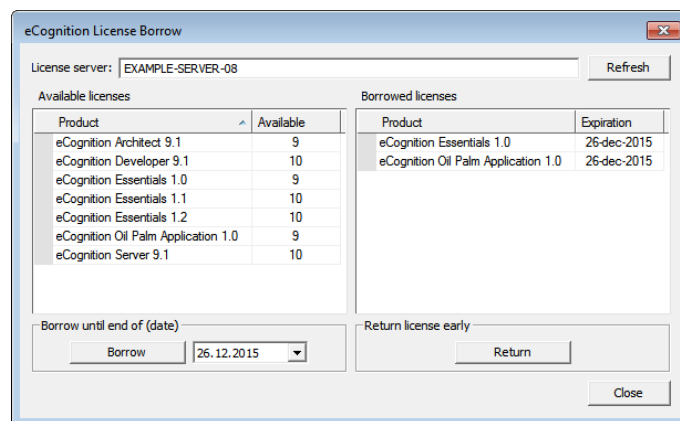 eCognition License Borrow
License server: EXAMPLE-SERVER-08 Refresh
Available licenses Borrowed licenses
Product Available Product Expiration
eCognition Architect 9.1 9 eCognition Essentials 1.0 26-dec-2015
eCognition Developer 9.1 10 eCognition Oil Palm Application 1.0 26-dec-2015
eCognition Essentials 1.0 9
eCognition Essentials 1.1 10
eCognition Essentials 1.2 10
eCognition Oil Palm Application 1.0 9
eCognition Server 9.1 10
Borrow until end of (date) Return license early
Borrow 26.12.2015 Return
Close